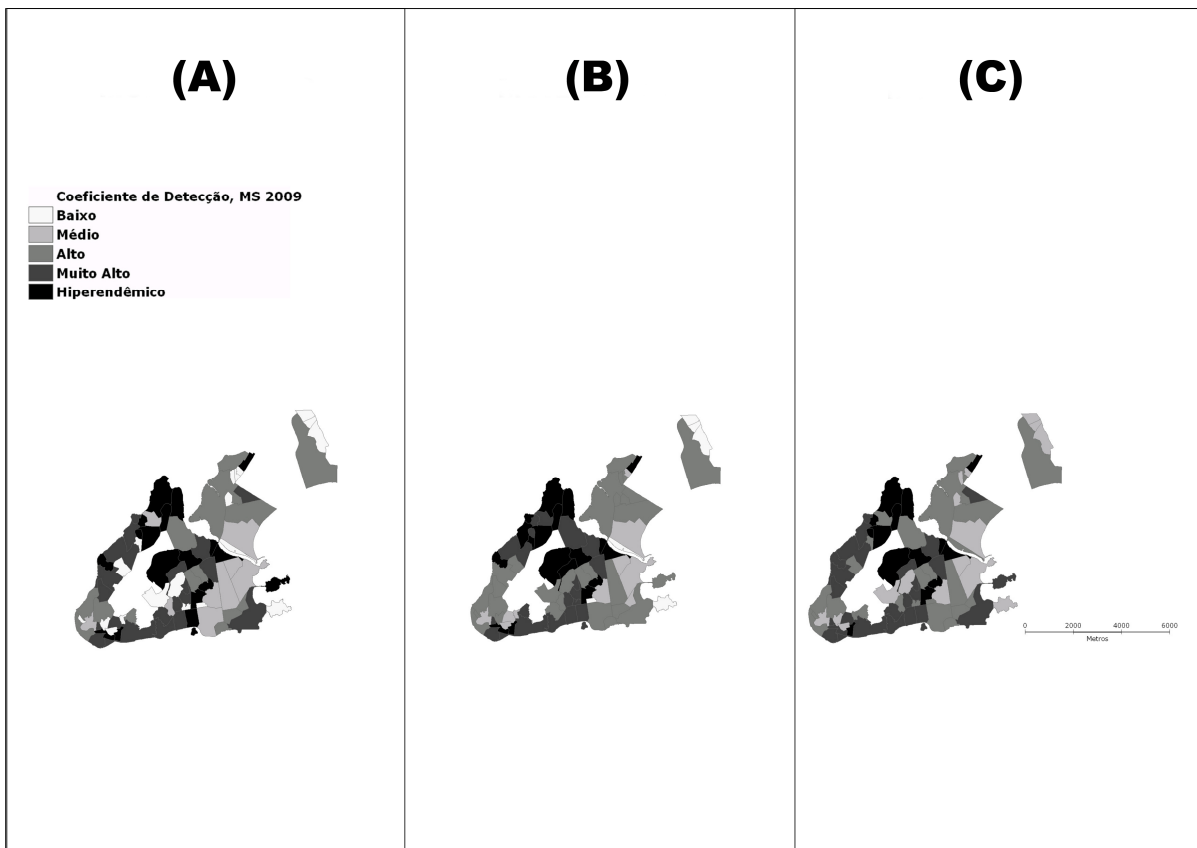 (A)
(B)
(C)
Coeficiente de Detecção, MS 2009
Baixo
Médio
Alto
Muito Alto
Hiperendêmico
0 2000 4000 6000
Metros